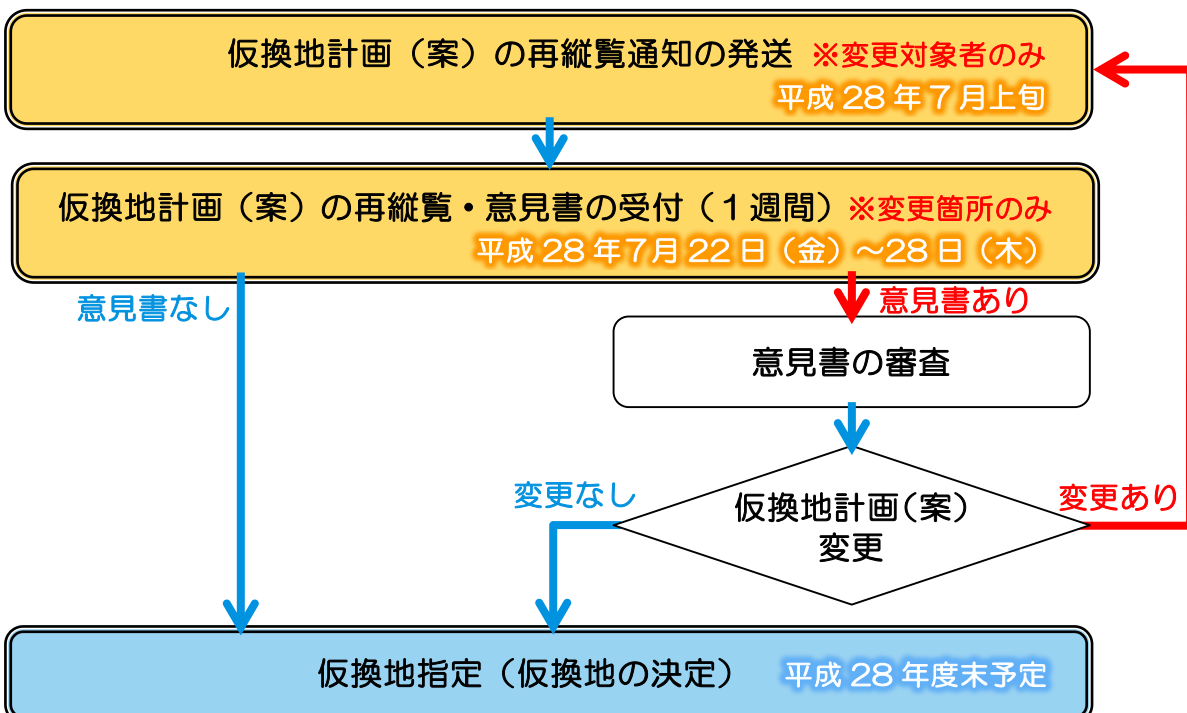 仮換地計画（案）の再縦覧通知の発送 ※変更対象者のみ
平成 28 年７月上旬
仮換地計画（案）の再縦覧・意見書の受付（１週間）※変更箇所のみ
平成 28 年７月 22 日（金）～28 日（木）
意見書なし
意見書あり
意見書の審査
変更なし
仮換地計画（案）
変更
変更あり
仮換地指定（仮換地の決定） 平成 28 年度末予定